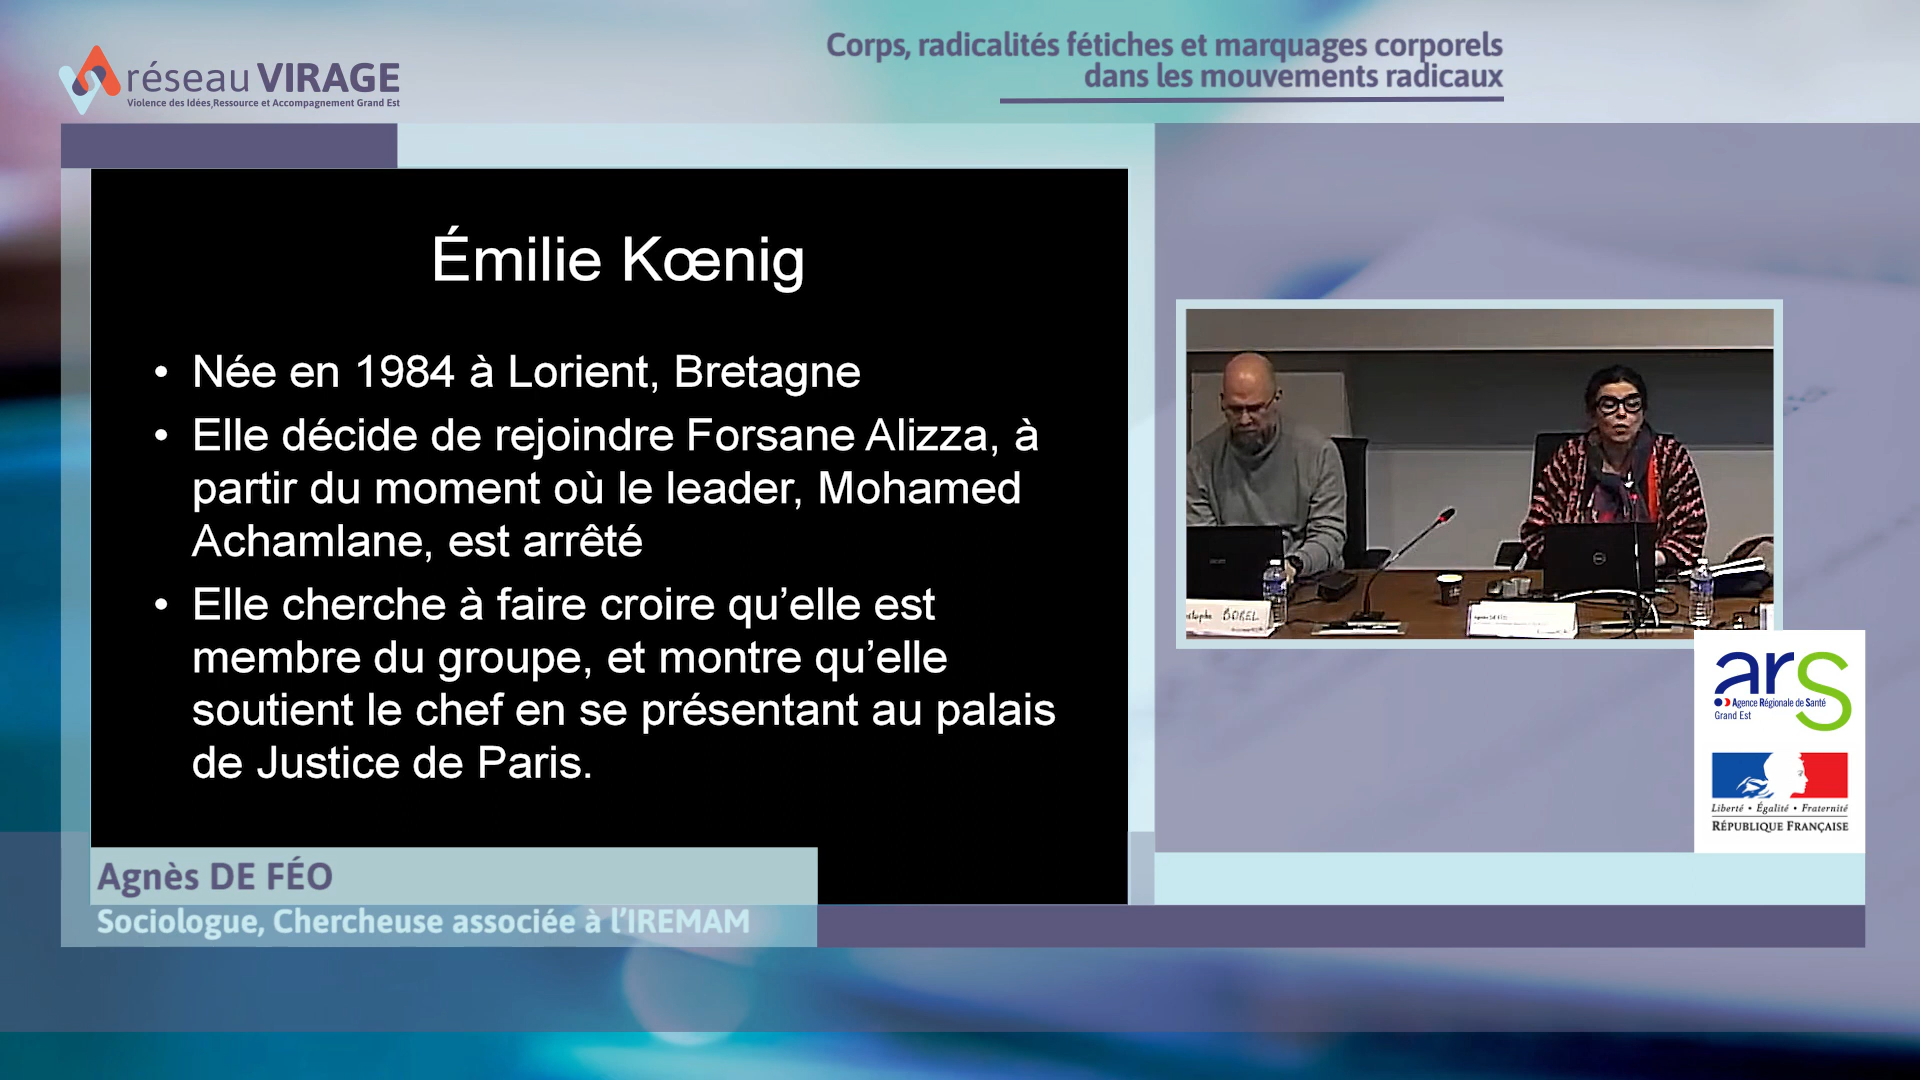 réseau VIRAGE
Violence des Idées,Ressource et Accompagnement Grand Est
Corps, radicalités fétiches et marquages corporels
dans les mouvements radicaux
Émilie Kœnig
• Née en 1984 à Lorient, Bretagne
• Elle décide de rejoindre Forsane Alizza, à
partir du moment où le leader, Mohamed
Achamlane, est arrêté
• Elle cherche à faire croire qu’elle est
membre du groupe, et montre qu’elle
soutient le chef en se présentant au palais
de Justice de Paris.
BOREL
ars
Agence Régionale de Santé
Grand Est
Liberté • Égalité • Fraternité
RÉPUBLIQUE FRANÇAISE
Agnès DE FÉO
Sociologue, Chercheuse associée à l’IREMAM